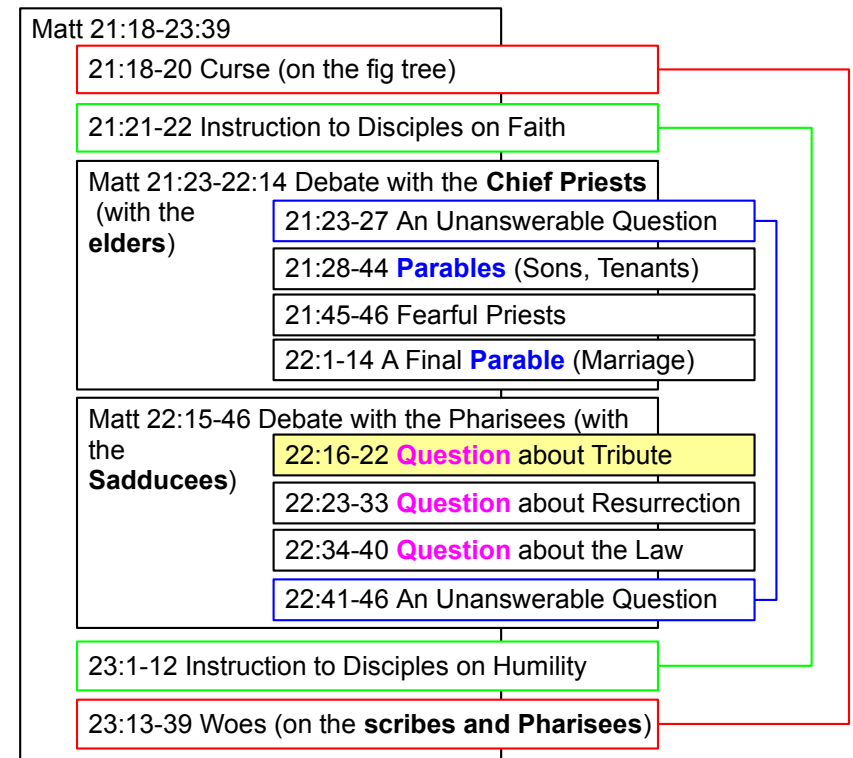 Matt 21:18-23:39
21:18-20 Curse (on the fig tree)
21:21-22 Instruction to Disciples on Faith
Matt 21:23-22:14 Debate with the Chief Priests
(with the
elders)
21:23-27 An Unanswerable Question
21:28-44 Parables (Sons, Tenants)
21:45-46 Fearful Priests
22:1-14 A Final Parable (Marriage)
Matt 22:15-46 Debate with the Pharisees (with
the
Sadducees)
22:16-22 Question about Tribute
22:23-33 Question about Resurrection
22:34-40 Question about the Law
22:41-46 An Unanswerable Question
23:1-12 Instruction to Disciples on Humility
23:13-39 Woes (on the scribes and Pharisees)